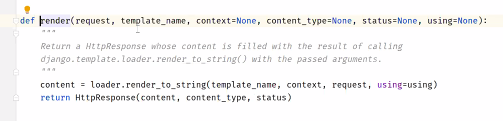 def render(request, template_name, context=None, content_type=None, status=None, using=None):
"""
Return a HttpResponse whose content is filled with the result of calling
django.template.loader.render_to_string() with the passed arguments.
"""
content = loader.render_to_string(template_name, context, request, using=using)
return HttpResponse(content, content_type, status)